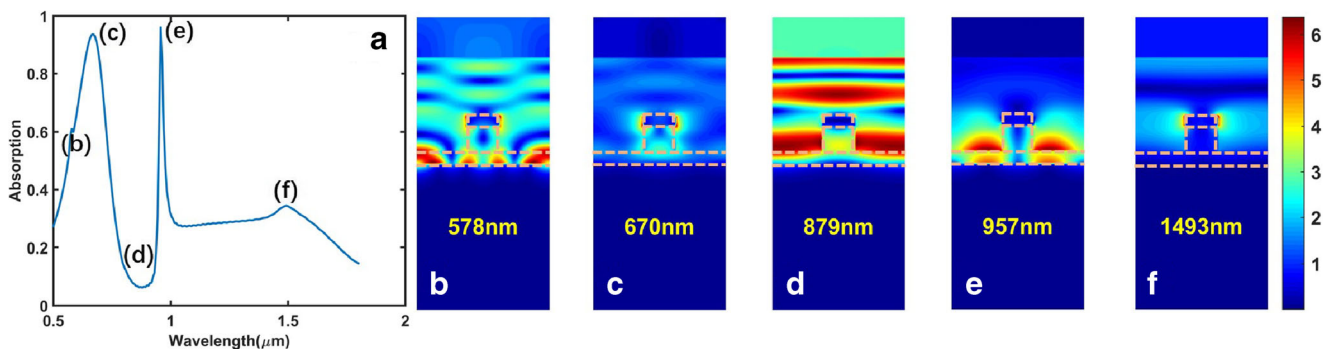 a
Absorption
1
0.8
0.6
0.4
0.2
0
0.5
1
1.5
2
Wavelength(μm)
(b)
(c)
(d)
(e)
(f)
578nm
b
670nm
c
879nm
d
957nm
e
1493nm
f
6
5
4
3
2
1